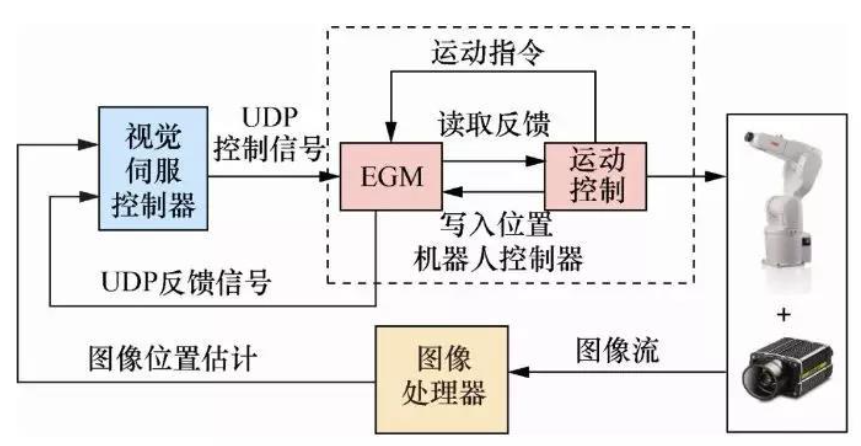 运动指令
UDP
控制信号
读取反馈
视觉
伺服
控制器
EGM
运动
控制
写入位置
机器人控制器
UDP反馈信号
+
图像位置估计
图像
处理器
图像流